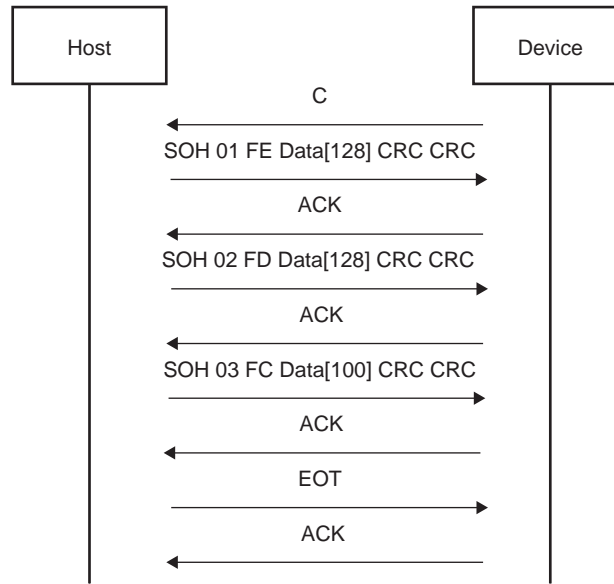 Host
Device
C
SOH 01 FE Data[128] CRC CRC
ACK
SOH 02 FD Data[128] CRC CRC
ACK
SOH 03 FC Data[100] CRC CRC
ACK
EOT
ACK